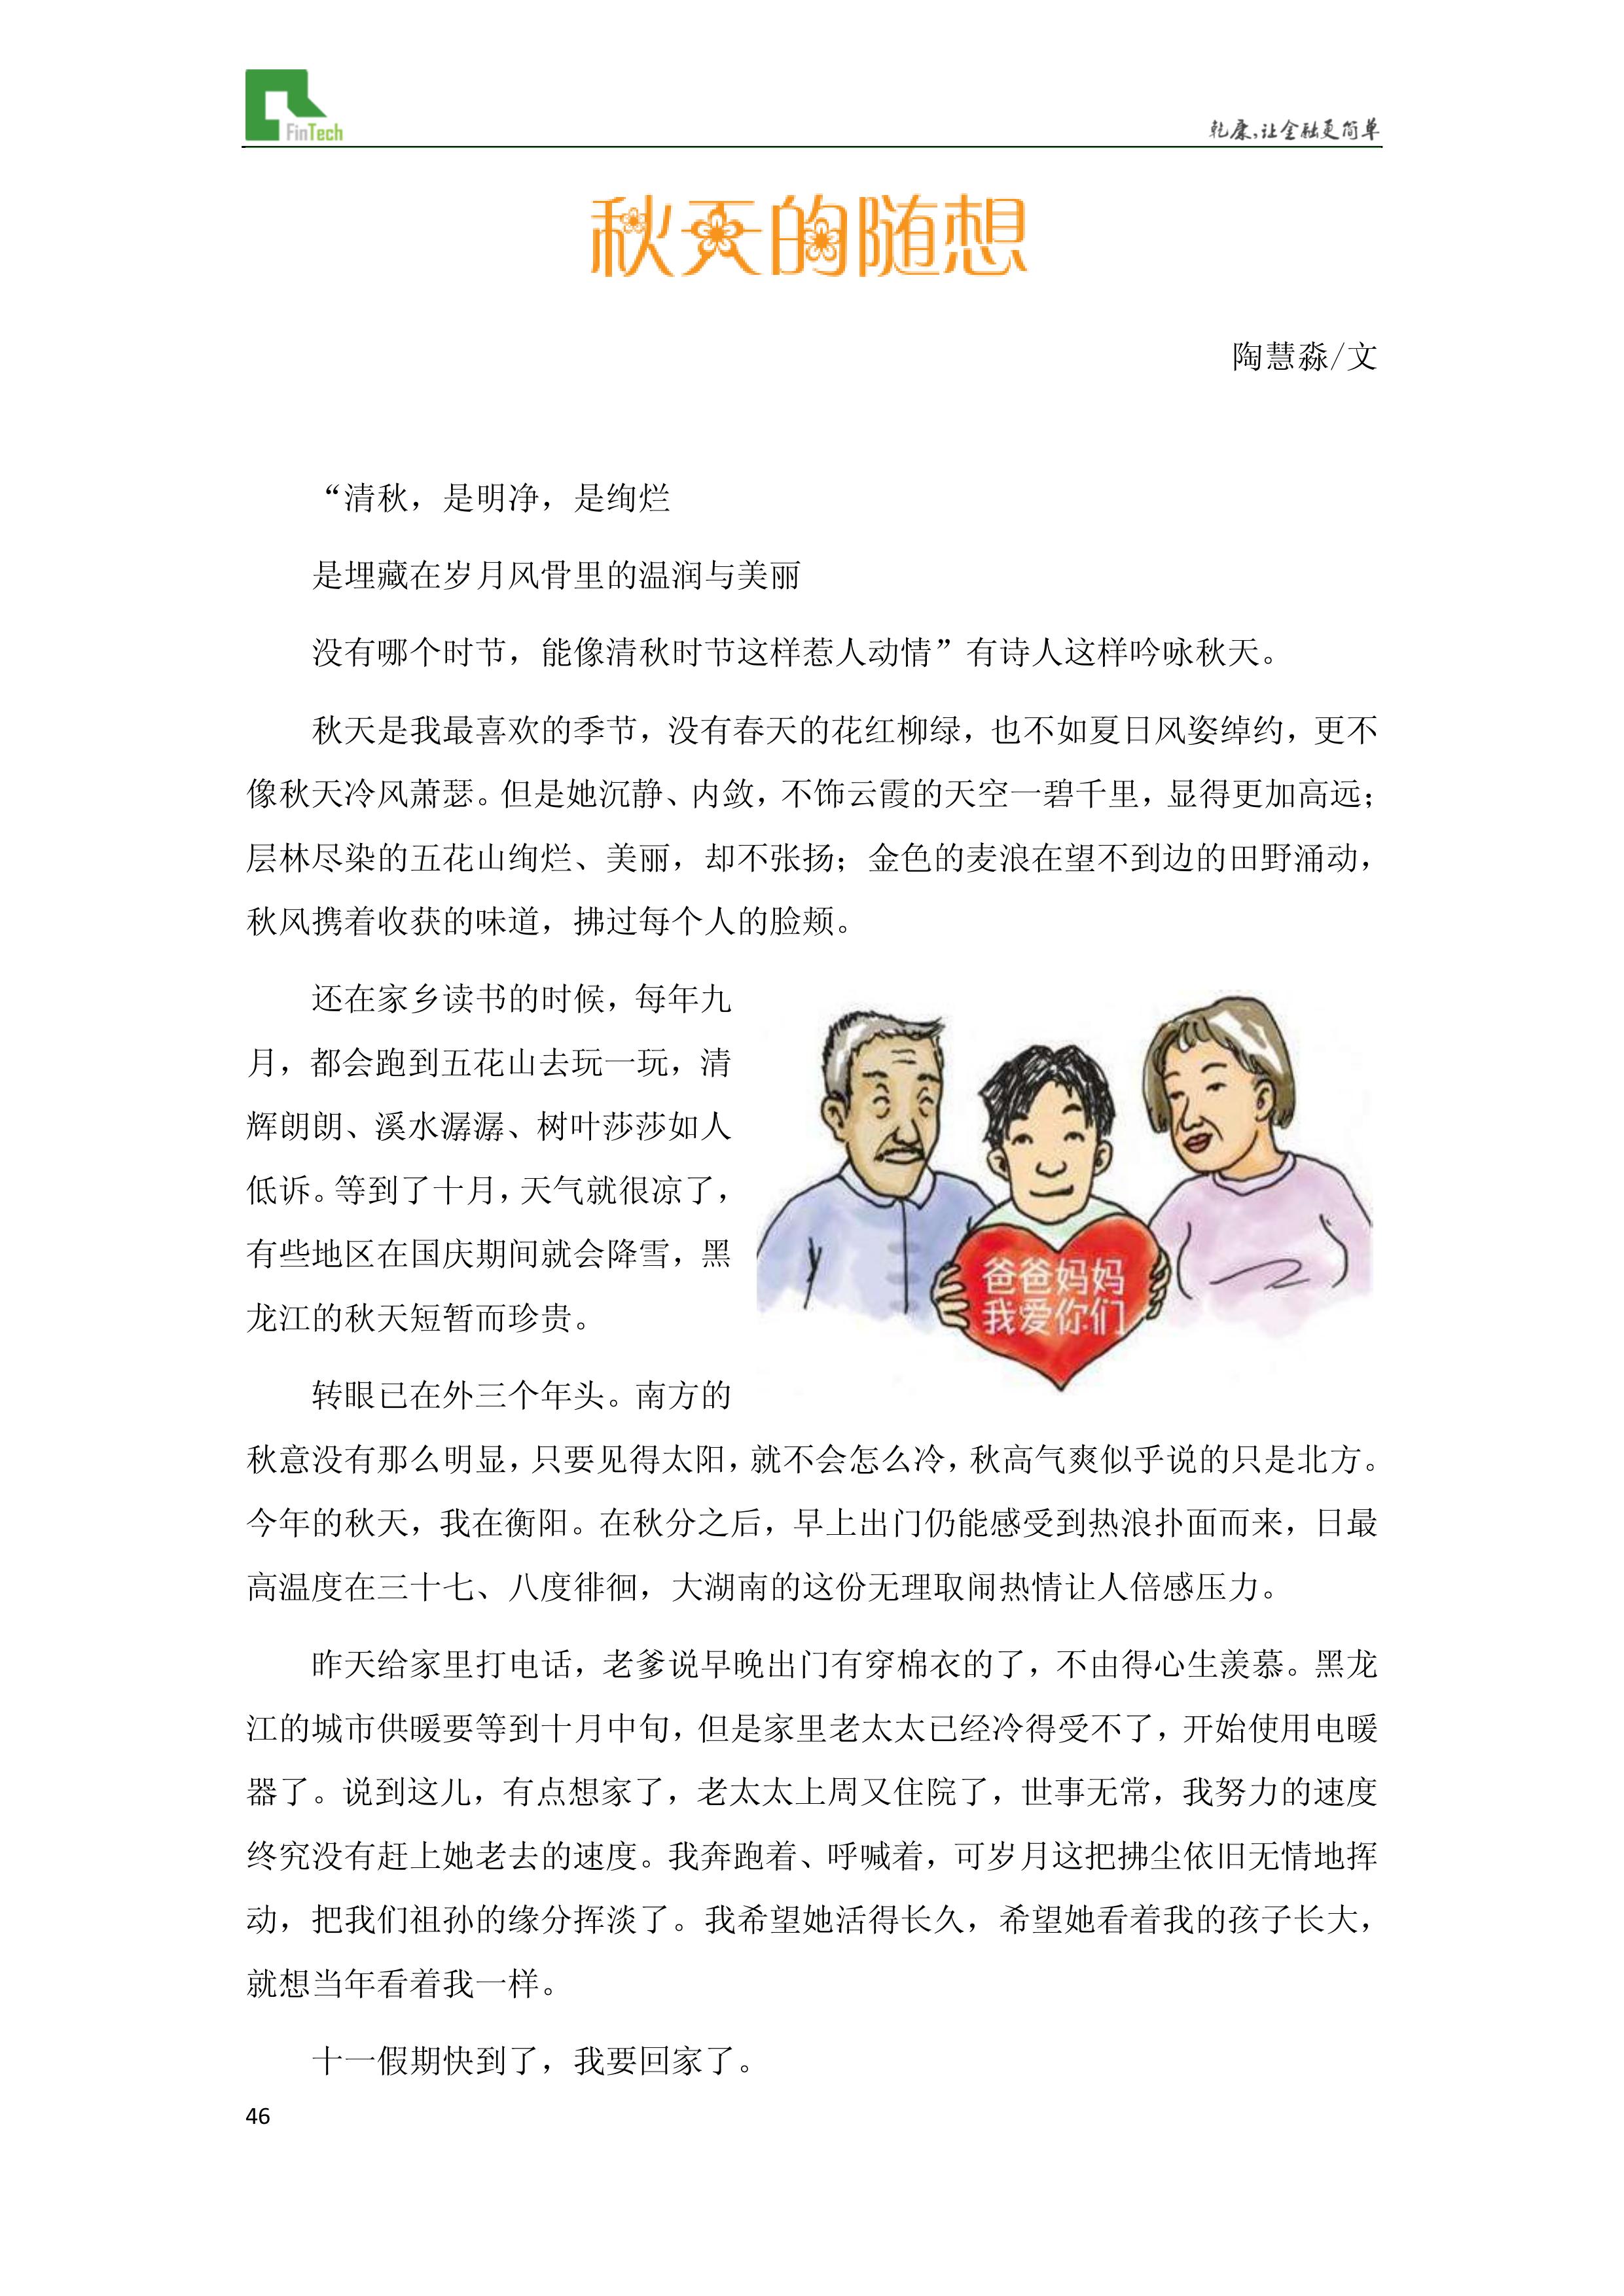 FinTech
乾康,让金融更简单
秋天的随想
陶慧淼/文
“清秋，是明净，是绚烂
是埋藏在岁月风骨里的温润与美丽
没有哪个时节，能像清秋时节这样惹人动情”有诗人这样吟咏秋天。
秋天是我最喜欢的季节，没有春天的花红柳绿，也不如夏日风姿绰约，更不
像秋天冷风萧瑟。但是她沉静、内敛，不饰云霞的天空一碧千里，显得更加高远；
层林尽染的五花山绚烂、美丽，却不张扬；金色的麦浪在望不到边的田野涌动，
秋风携着收获的味道，拂过每个人的脸颊。
还在家乡读书的时候，每年九
月，都会跑到五花山去玩一玩，清
辉朗朗、溪水潺潺、树叶莎莎如人
低诉。等到了十月，天气就很凉了，
有些地区在国庆期间就会降雪，黑
龙江的秋天短暂而珍贵。
爸爸妈妈
我爱你们
转眼已在外三个年头。南方的
秋意没有那么明显，只要见得太阳，就不会怎么冷，秋高气爽似乎说的只是北方。
今年的秋天，我在衡阳。在秋分之后，早上出门仍能感受到热浪扑面而来，日最
高温度在三十七、八度徘徊，大湖南的这份无理取闹热情让人倍感压力。
昨天给家里打电话，老爹说早晚出门有穿棉衣的了，不由得心生羡慕。黑龙
江的城市供暖要等到十月中旬，但是家里老太太已经冷得受不了，开始使用电暖
器了。说到这儿，有点想家了，老太太上周又住院了，世事无常，我努力的速度
终究没有赶上她老去的速度。我奔跑着、呼喊着，可岁月这把拂尘依旧无情地挥
动，把我们祖孙的缘分挥淡了。我希望她活得长久，希望她看着我的孩子长大，
就想当年看着我一样。
十一假期快到了，我要回家了。
46